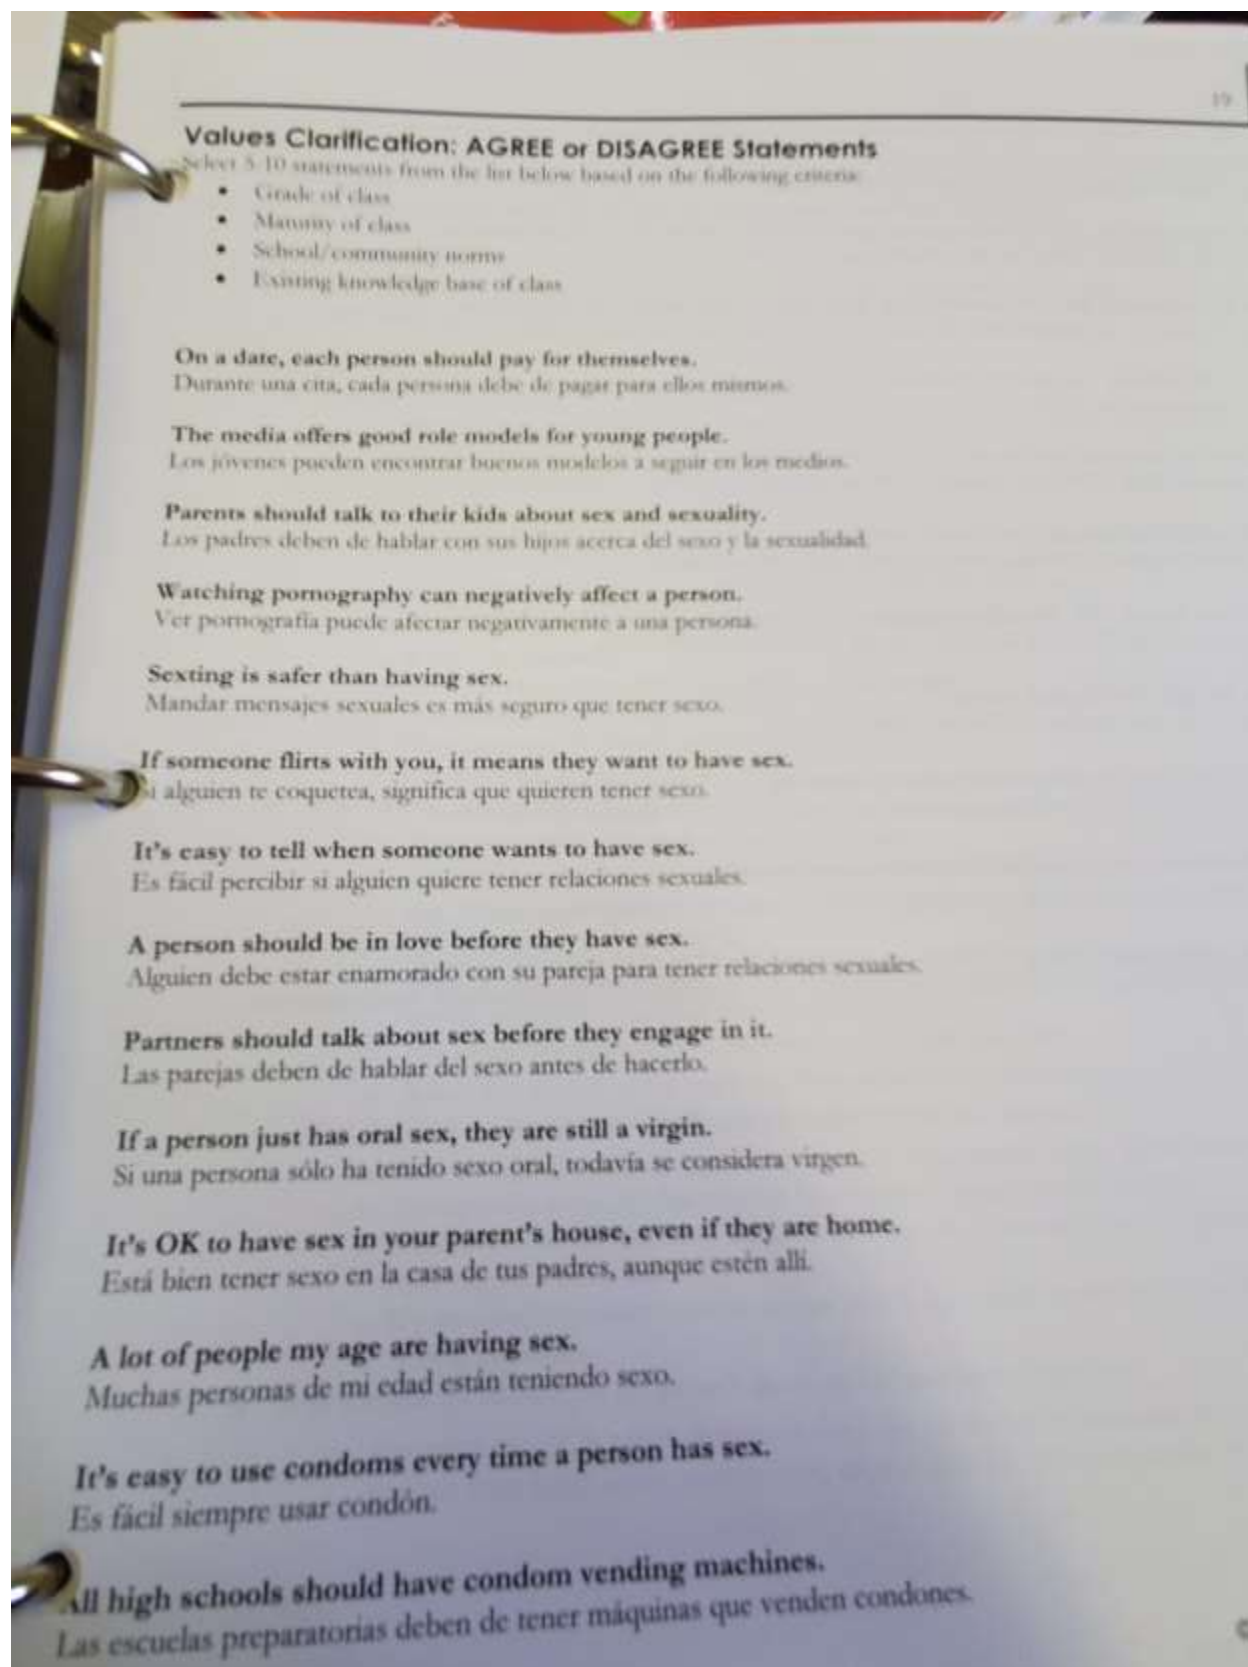 19
Values Clarification: AGREE or DISAGREE Statements
Select 5-10 statements from the list below based on the following criteria:
• Grade of class
• Maturity of class
• School/community norms
• Existing knowledge base of class
On a date, each person should pay for themselves.
Durante una cita, cada persona debe de pagar para ellos mismos.
The media offers good role models for young people.
Los jóvenes pueden encontrar buenos modelos a seguir en los medios.
Parents should talk to their kids about sex and sexuality.
Los padres deben de hablar con sus hijos acerca del sexo y la sexualidad.
Watching pornography can negatively affect a person.
Ver pornografía puede afectar negativamente a una persona.
Sexting is safer than having sex.
Mandar mensajes sexuales es más seguro que tener sexo.
If someone flirts with you, it means they want to have sex.
Si alguien te coquetea, significa que quieren tener sexo.
It's easy to tell when someone wants to have sex.
Es fácil percibir si alguien quiere tener relaciones sexuales.
A person should be in love before they have sex.
Alguien debe estar enamorado con su pareja para tener relaciones sexuales.
Partners should talk about sex before they engage in it.
Las parejas deben de hablar del sexo antes de hacerlo.
If a person just has oral sex, they are still a virgin.
Si una persona sólo ha tenido sexo oral, todavía se considera virgen.
It's OK to have sex in your parent's house, even if they are home.
Está bien tener sexo en la casa de tus padres, aunque estén allí.
A lot of people my age are having sex.
Muchas personas de mi edad están teniendo sexo.
It's easy to use condoms every time a person has sex.
Es fácil siempre usar condón.
All high schools should have condom vending machines.
Las escuelas preparatorias deben de tener máquinas que venden condones.
©